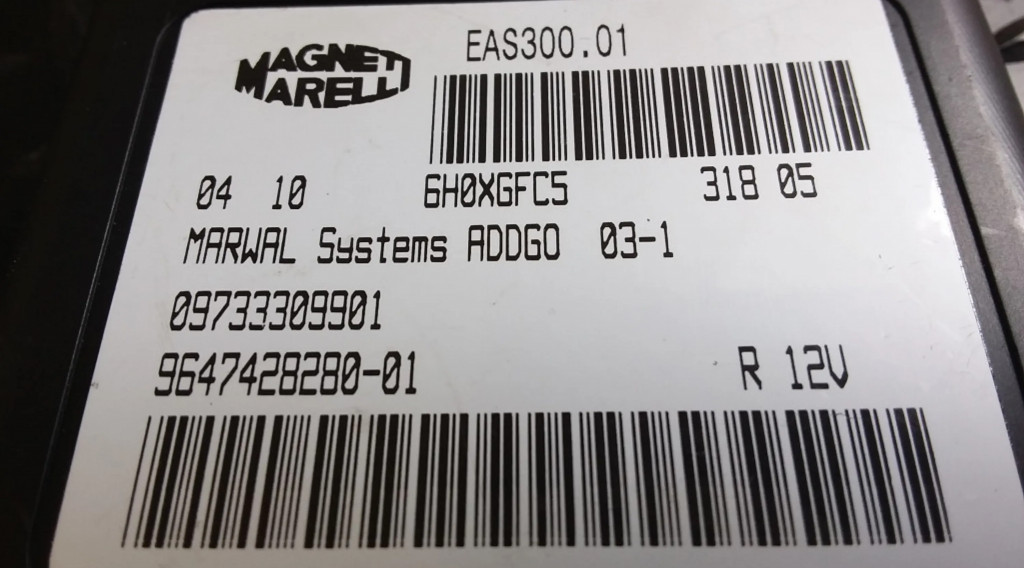 MAGNETI MARELLI
EAS300.01
04 10 6H0XGFC5 318 05
MARWAL Systems ADDGO 03-1
09733309901
9647428280-01 R 12V